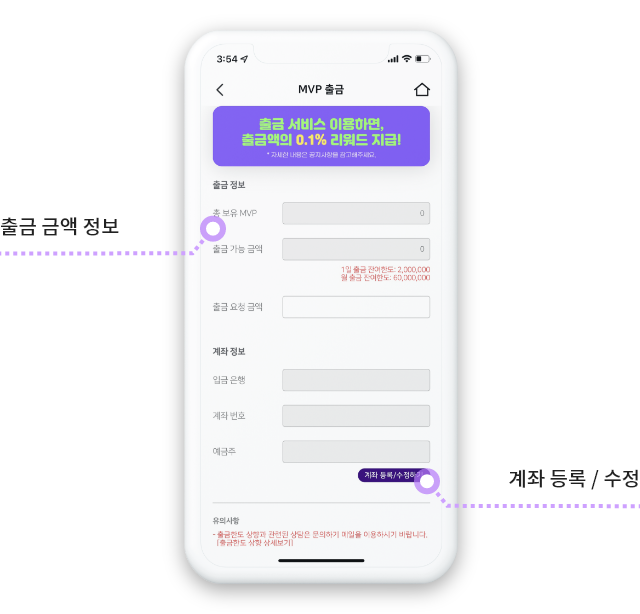 3:54
MVP 출금
출금 서비스 이용하면,
출금액의 0.1% 리워드 지급!
* 자세한 내용은 공지사항을 참고해주세요.
출금 정보
총 보유 MVP
0
출금 금액 정보
출금 가능 금액
0
1일 출금 잔여한도: 2,000,000
월 출금 잔여한도: 60,000,000
출금 요청 금액
계좌 정보
입금 은행
계좌 번호
예금주
계좌 등록/수정하
계좌 등록 / 수정
유의사항
- 출금한도 상향과 관련된 상담은 문의하기 메일을 이용하시기 바랍니다.
(출금한도 상향 상세보기)